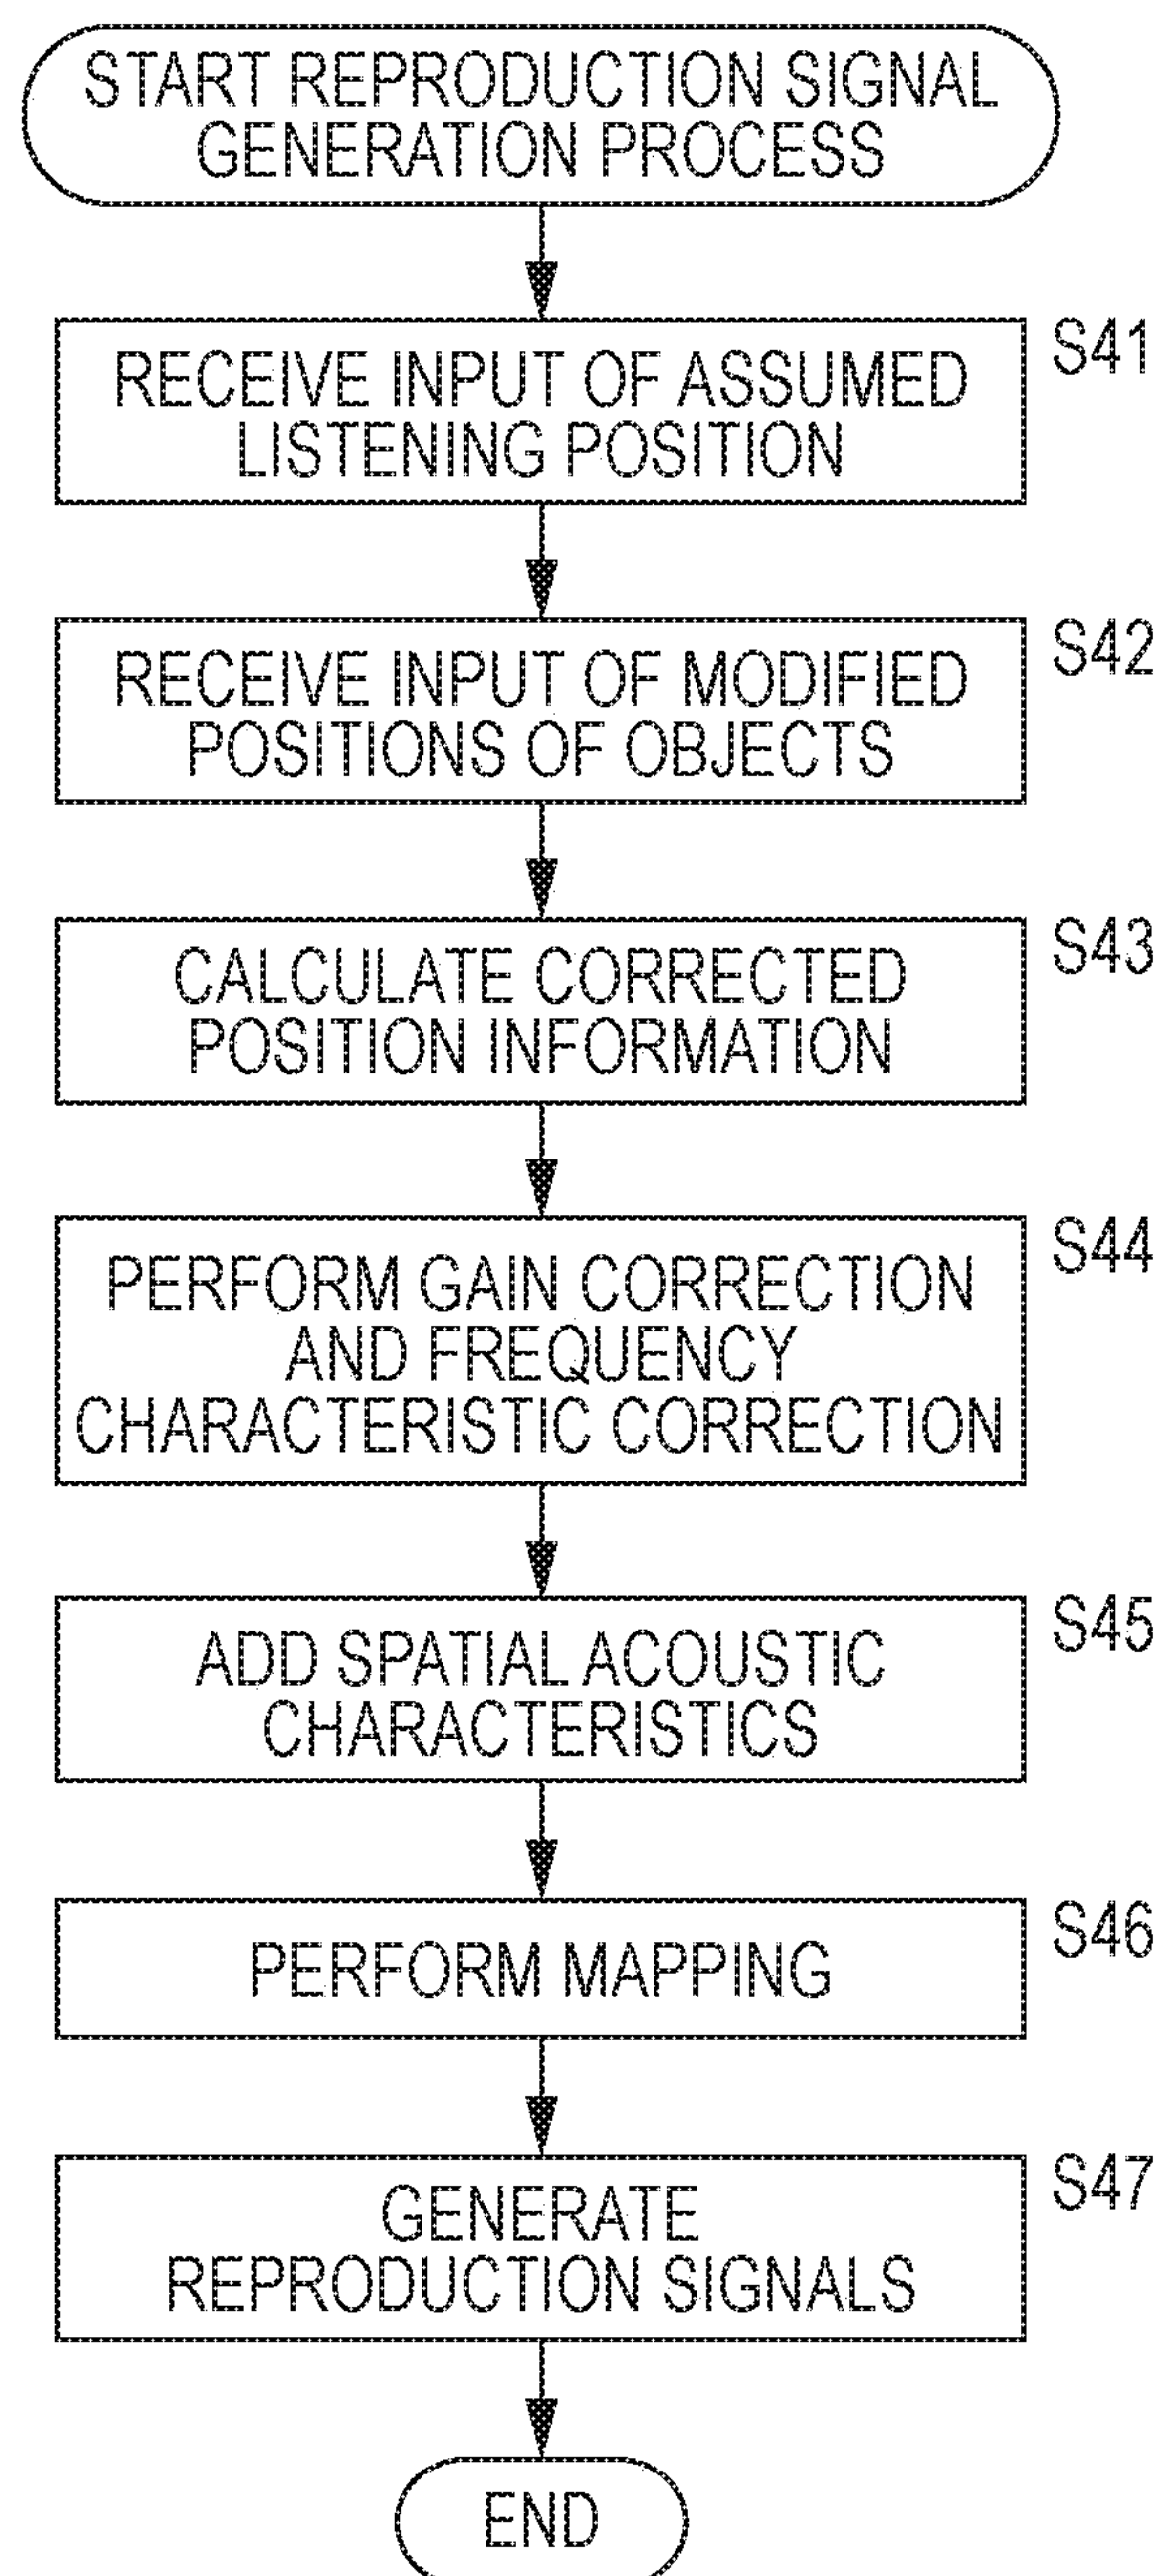 START REPRODUCTION SIGNAL
GENERATION PROCESS
RECEIVE INPUT OF ASSUMED
LISTENING POSITION
S41
RECEIVE INPUT OF MODIFIED
POSITIONS OF OBJECTS
S42
CALCULATE CORRECTED
POSITION INFORMATION
S43
PERFORM GAIN CORRECTION
AND FREQUENCY
CHARACTERISTIC CORRECTION
S44
ADD SPATIAL ACOUSTIC
CHARACTERISTICS
S45
PERFORM MAPPING
S46
GENERATE
REPRODUCTION SIGNALS
S47
END